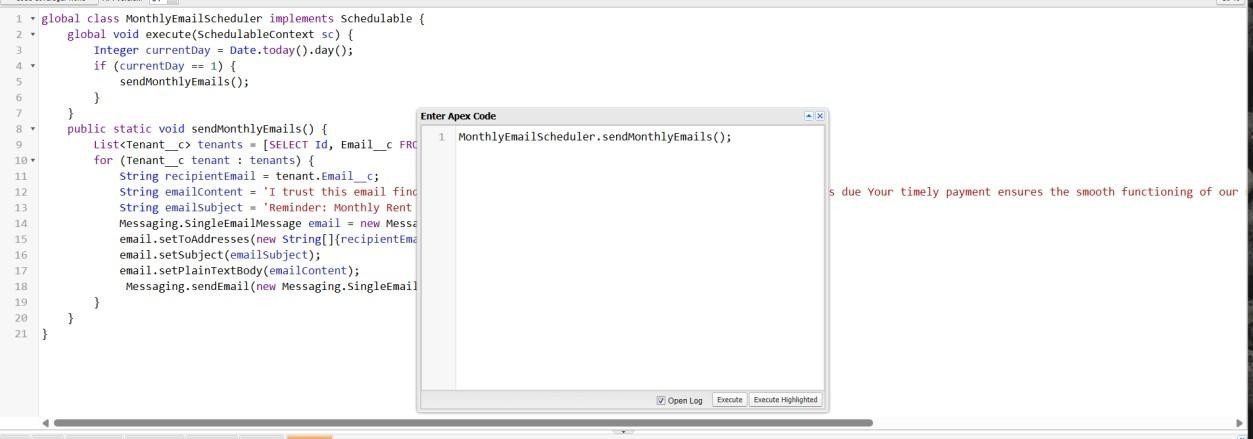 1 global class MonthlyEmailScheduler implements Schedulable {
2 global void execute(SchedulableContext sc) {
3 Integer currentDay = Date.today().day();
4 if (currentDay == 1) {
5 sendMonthlyEmails();
6 }
7 }
8 public static void sendMonthlyEmails() {
9 List<Tenant__c> tenants = [SELECT Id, Email__c FRO
10 for (Tenant__c tenant : tenants) {
11 String recipientEmail = tenant.Email__c;
12 String emailContent = 'I trust this email find s due Your timely payment ensures the smooth functioning of our
13 String emailSubject = 'Reminder: Monthly Rent
14 Messaging.SingleEmailMessage email = new Messa
15 email.setToAddresses(new String[]{recipientEma
16 email.setSubject(emailSubject);
17 email.setPlainTextBody(emailContent);
18 Messaging.sendEmail(new Messaging.SingleEmail
19 }
20 }
21 }
Enter Apex Code
1 MonthlyEmailScheduler.sendMonthlyEmails();
Open Log Execute Execute Highlighted